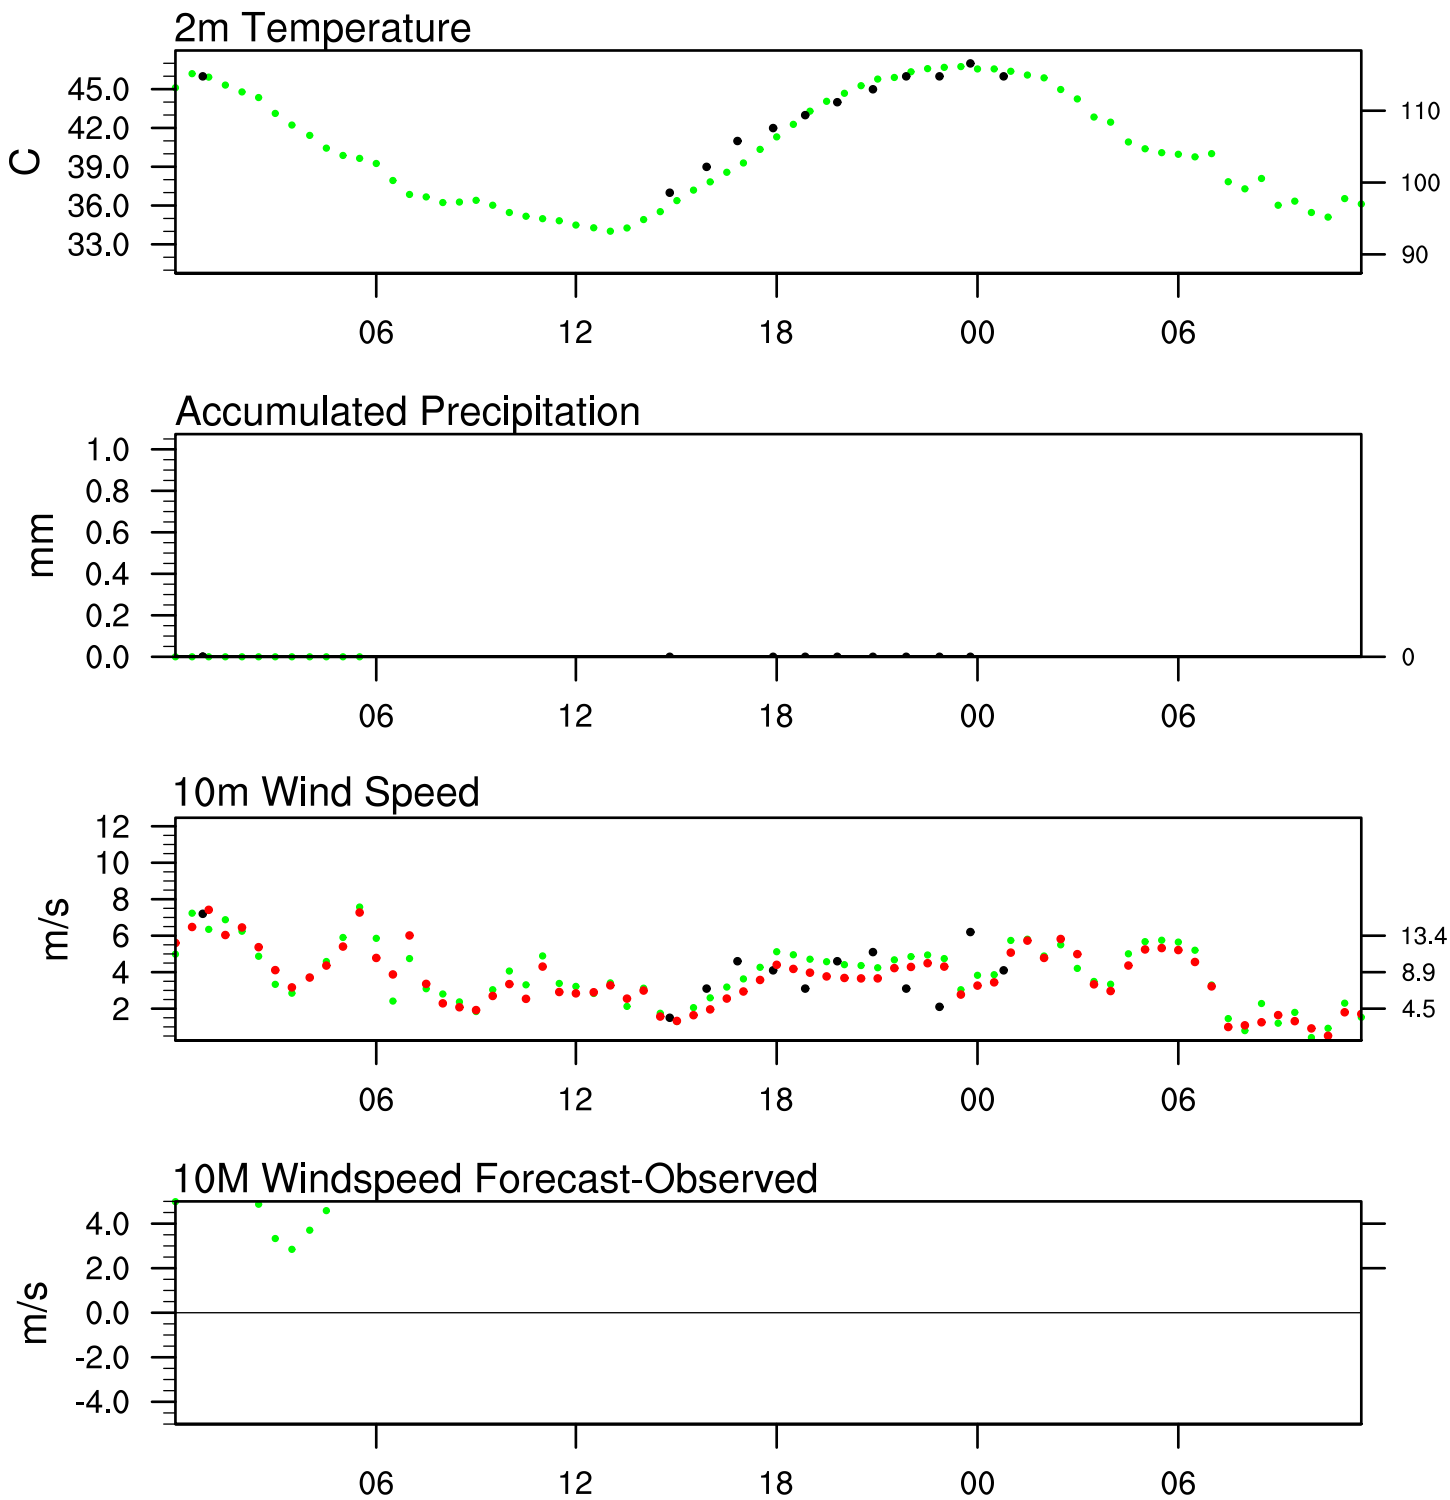 2m Temperature
C
45.0
42.0
39.0
36.0
33.0
110
100
90
06 12 18 00 06
Accumulated Precipitation
mm
1.0
0.8
0.6
0.4
0.2
0.0
0
06 12 18 00 06
10m Wind Speed
m/s
12
10
8
6
4
2
13.4
8.9
4.5
06 12 18 00 06
10M Windspeed Forecast-Observed
m/s
4.0
2.0
0.0
-2.0
-4.0
06 12 18 00 06